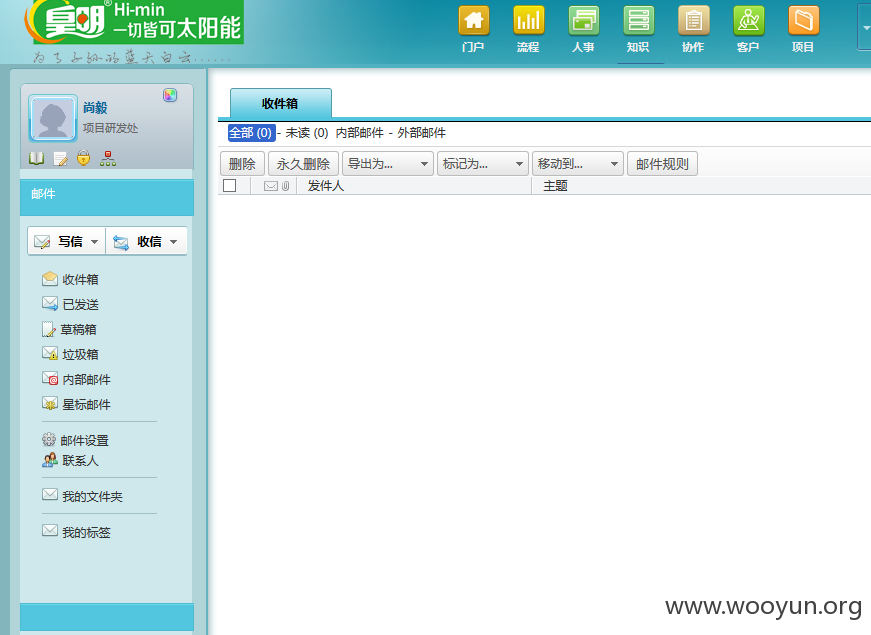 皇明® Hi-min
一切皆可太阳能
为了子孙的蓝天白云......
门户 流程 人事 知识 协作 客户 项目
尚毅
项目研发处
邮件
写信 收信
收件箱
已发送
草稿箱
垃圾箱
内部邮件
星标邮件
邮件设置
联系人
我的文件夹
我的标签
收件箱
全部 (0) - 未读 (0) 内部邮件 - 外部邮件
删除 永久删除 导出为... 标记为... 移动到... 邮件规则
发件人 主题
www.wooyun.org